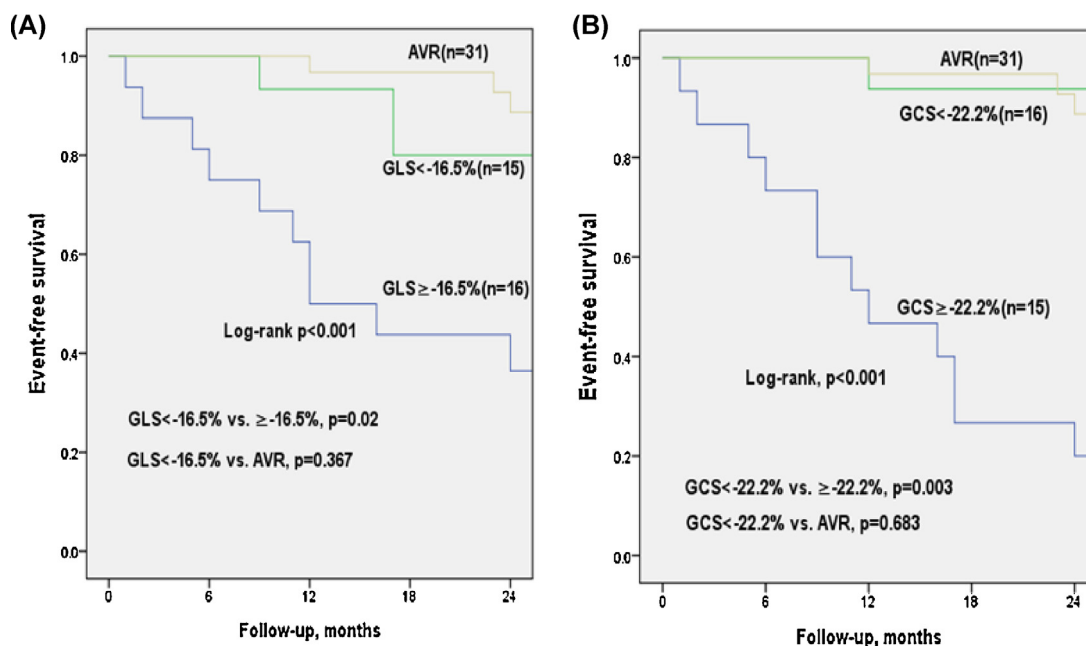 (A)
1.0
0.8
0.6
0.4
0.2
0.0
Event-free survival
AVR(n=31)
GLS<-16.5%(n=15)
GLS≥-16.5%(n=16)
Log-rank p<0.001
GLS<-16.5% vs. ≥-16.5%, p=0.02
GLS<-16.5% vs. AVR, p=0.367
0 6 12 18 24
Follow-up, months
(B)
1.0
0.8
0.6
0.4
0.2
0.0
Event-free survival
AVR(n=31)
GCS<-22.2%(n=16)
GCS≥-22.2%(n=15)
Log-rank, p<0.001
GCS<-22.2% vs. ≥-22.2%, p=0.003
GCS<-22.2% vs. AVR, p=0.683
0 6 12 18 24
Follow-up, months